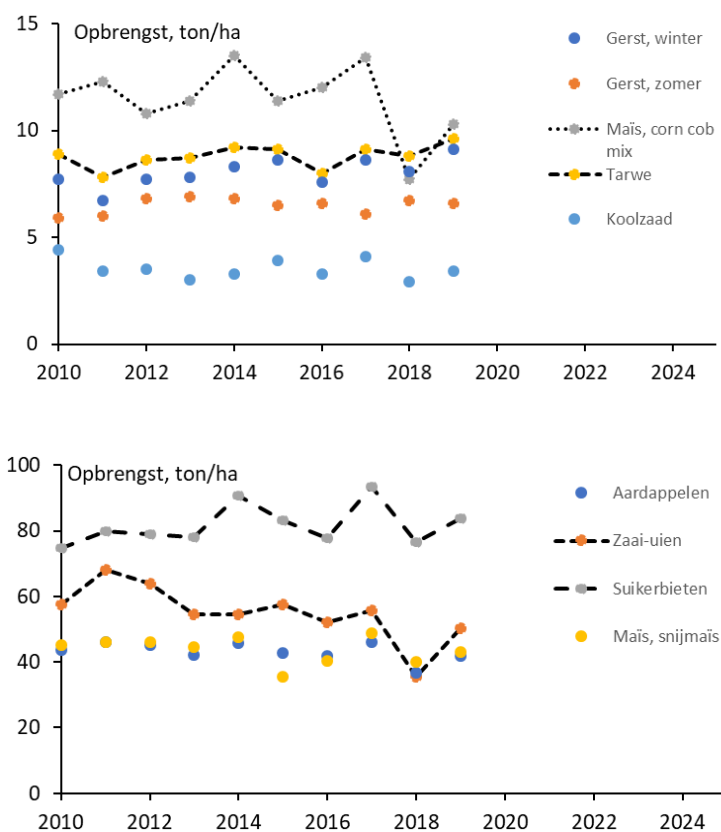 Opbrengst, ton/ha
15
10
5
0
2010 2012 2014 2016 2018 2020 2022 2024
Gerst, winter
Gerst, zomer
Maïs, corn cob
mix
Tarwe
Koolzaad
Opbrengst, ton/ha
100
80
60
40
20
0
2010 2012 2014 2016 2018 2020 2022 2024
Aardappelen
Zaai-uien
Suikerbieten
Maïs, snijmaïs